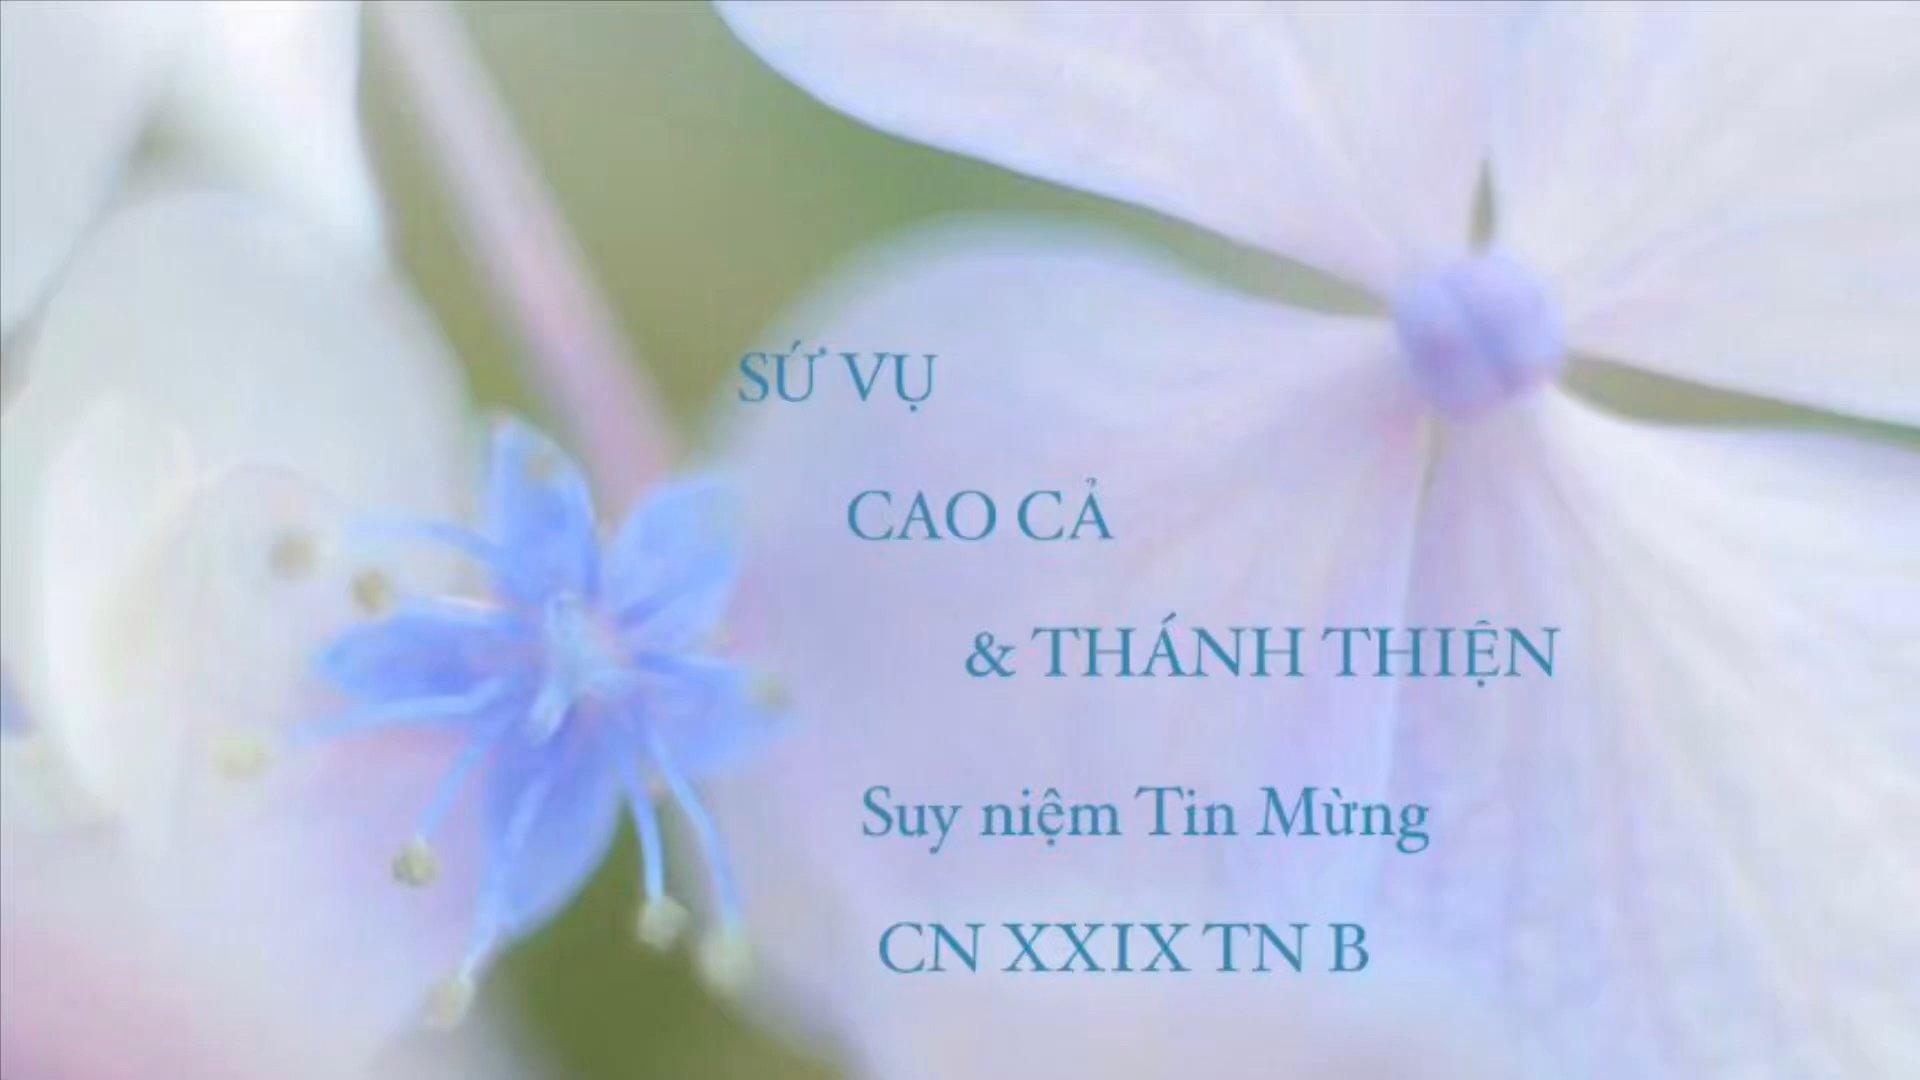 SỨ VỤ
CAO CẢ
& THÁNH THIỆN
Suy niệm Tin Mừng
CN XXIX TN B